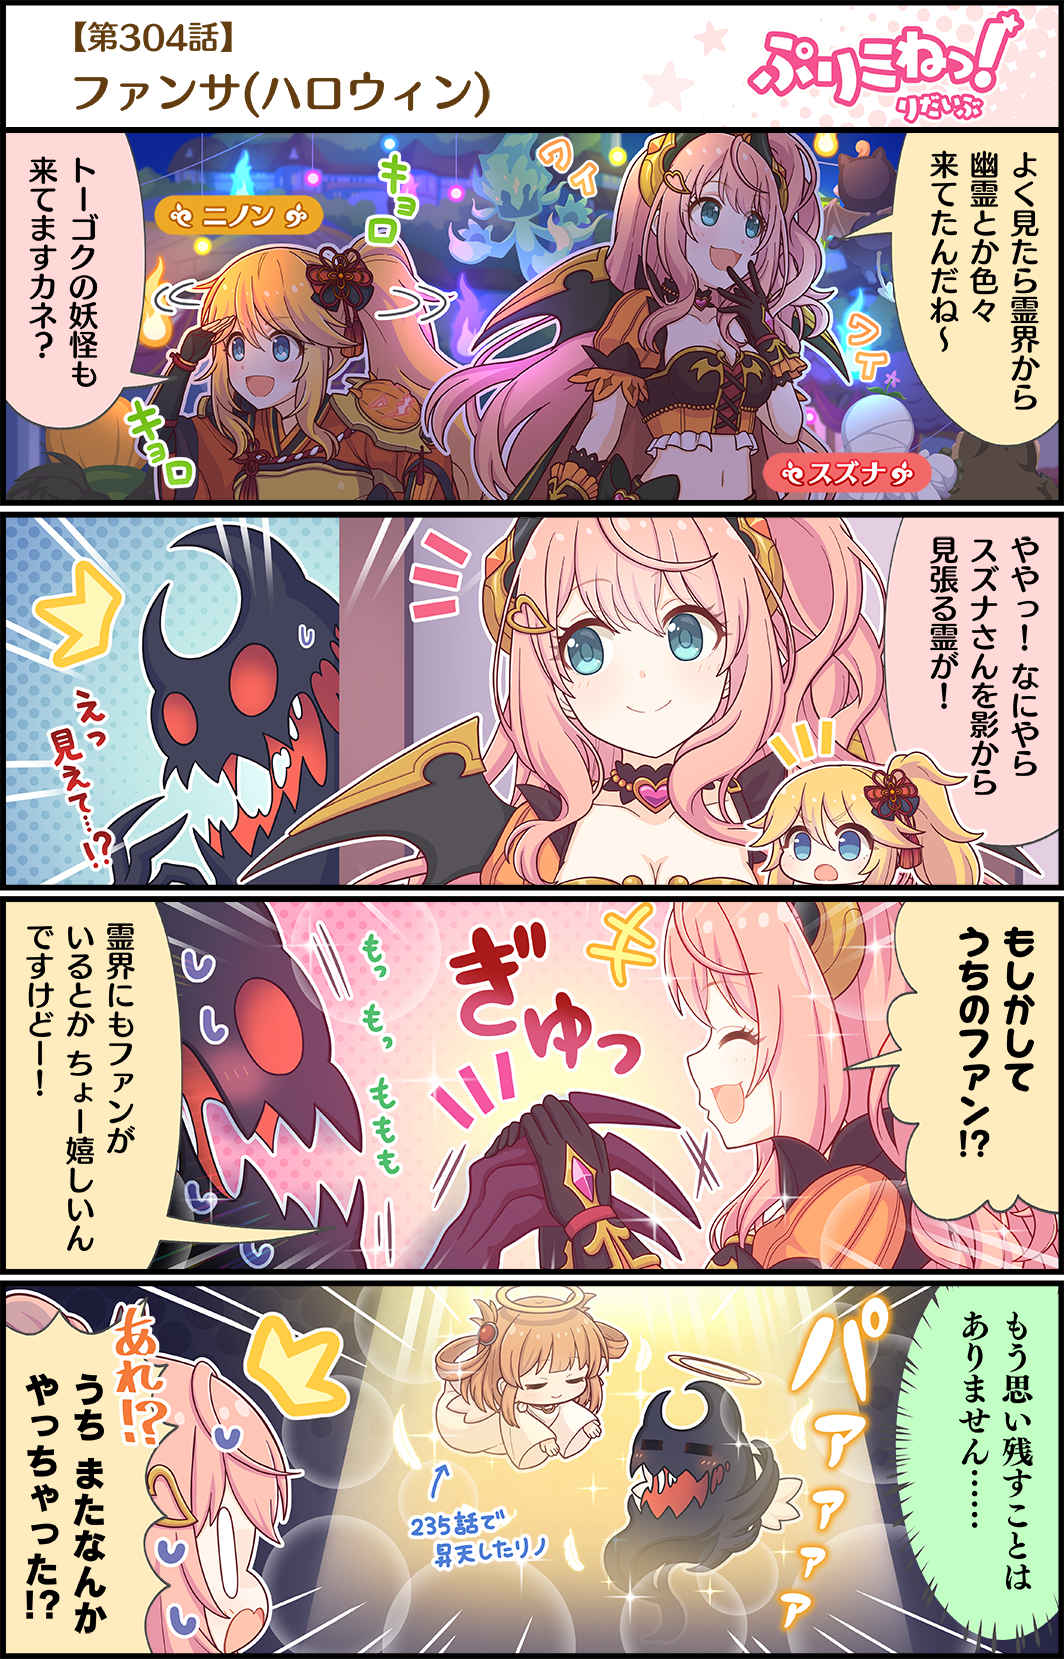 【第304話】
ファンサ(ハロウィン)
ぷりこねっ!
りだいぶ
よく見たら霊界から
幽霊とか色々
来てたんだね～
ワイ
ワイ
スズナ
キョロ
ニノン
キョロ
トーゴクの妖怪も
来てますカネ?
ややっ!なにやら
スズナさんを影から
見張る霊が!
えっ
見えて…!?
もしかして
うちのファン!?
ぎゅっ
もっ
もっ
ももも
霊界にもファンが
いるとか ちょー嬉しいん
ですけどー!
もう思い残すことは
ありません……
パァァァァ
235話で
昇天したリノ
あれ!?
うち またなんか
やっちゃった!?